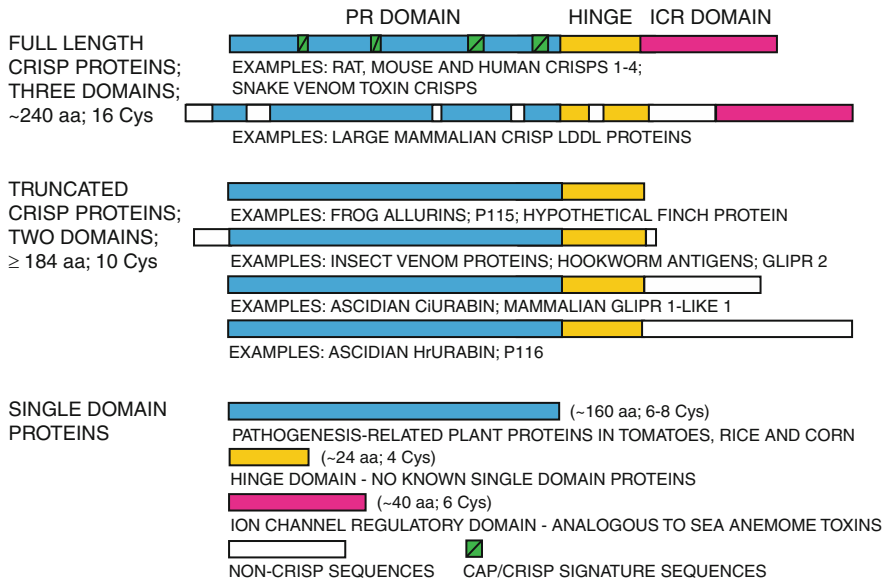 PR DOMAIN HINGE ICR DOMAIN
FULL LENGTH
CRISP PROTEINS;
THREE DOMAINS;
~240 aa; 16 Cys
EXAMPLES: RAT, MOUSE AND HUMAN CRISPS 1-4;
SNAKE VENOM TOXIN CRISPS
EXAMPLES: LARGE MAMMALIAN CRISP LDDL PROTEINS
TRUNCATED
CRISP PROTEINS;
TWO DOMAINS;
≥ 184 aa; 10 Cys
EXAMPLES: FROG ALLURINS; P115; HYPOTHETICAL FINCH PROTEIN
EXAMPLES: INSECT VENOM PROTEINS; HOOKWORM ANTIGENS; GLIPR 2
EXAMPLES: ASCIDIAN CiURABIN; MAMMALIAN GLIPR 1-LIKE 1
EXAMPLES: ASCIDIAN HrURABIN; P116
SINGLE DOMAIN
PROTEINS
(~160 aa; 6-8 Cys)
PATHOGENESIS-RELATED PLANT PROTEINS IN TOMATOES, RICE AND CORN
(~24 aa; 4 Cys)
HINGE DOMAIN - NO KNOWN SINGLE DOMAIN PROTEINS
(~40 aa; 6 Cys)
ION CHANNEL REGULATORY DOMAIN - ANALOGOUS TO SEA ANEMOME TOXINS
NON-CRISP SEQUENCES CAP/CRISP SIGNATURE SEQUENCES